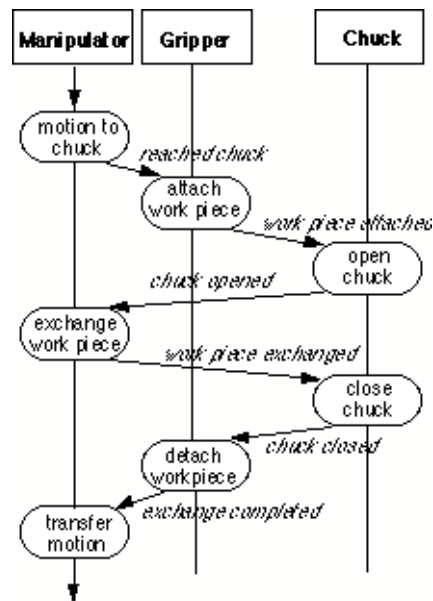 Manipulator
Gripper
Chuck
motion to
chuck
reached chuck
attach
work piece
work piece attached
open
chuck
chuck opened
exchange
work piece
work piece exchanged
close
chuck
chuck closed
detach
workpiece
exchange completed
transfer
motion